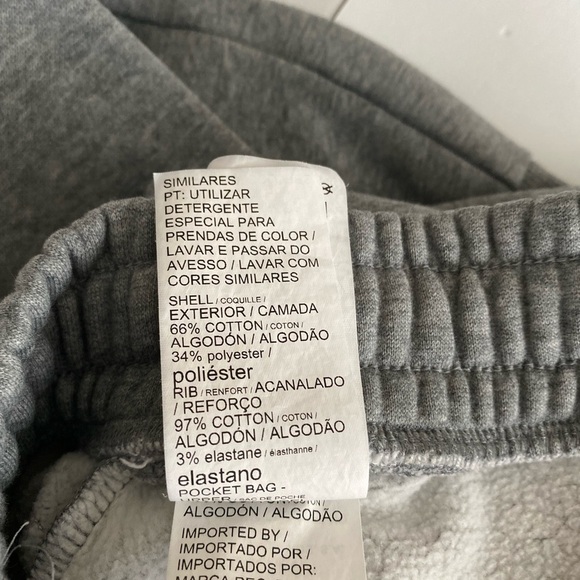 SIMILARES
PT: UTILIZAR
DETERGENTE
ESPECIAL PARA
PRENDAS DE COLOR /
LAVAR E PASSAR DO
AVESSO / LAVAR COM
CORES SIMILARES
SHELL / COQUILLE /
EXTERIOR / CAMADA
66% COTTON / COTON /
ALGODÓN / ALGODÃO
34% polyester /
poliéster
RIB / RENFORT / ACANALADO
/ REFORÇO
97% COTTON / COTON /
ALGODÓN / ALGODÃO
3% elastane / élasthanne /
elastano
POCKET BAG -
ALGODÓN / ALGODÃO
IMPORTED BY /
IMPORTADO EN /
IMPORTADO POR /